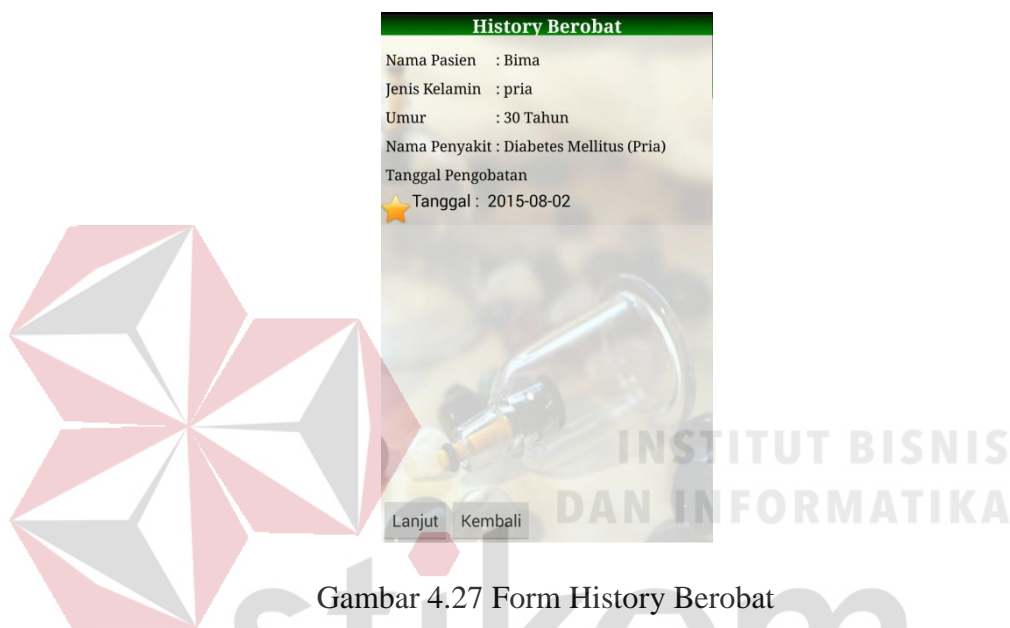 History Berobat
Nama Pasien : Bima
Jenis Kelamin : pria
Umur : 30 Tahun
Nama Penyakit : Diabetes Mellitus (Pria)
Tanggal Pengobatan
Tanggal : 2015-08-02
INSTITUT BISNIS
DAN INFORMATIKA
Lanjut Kembali
stikom
Gambar 4.27 Form History Berobat